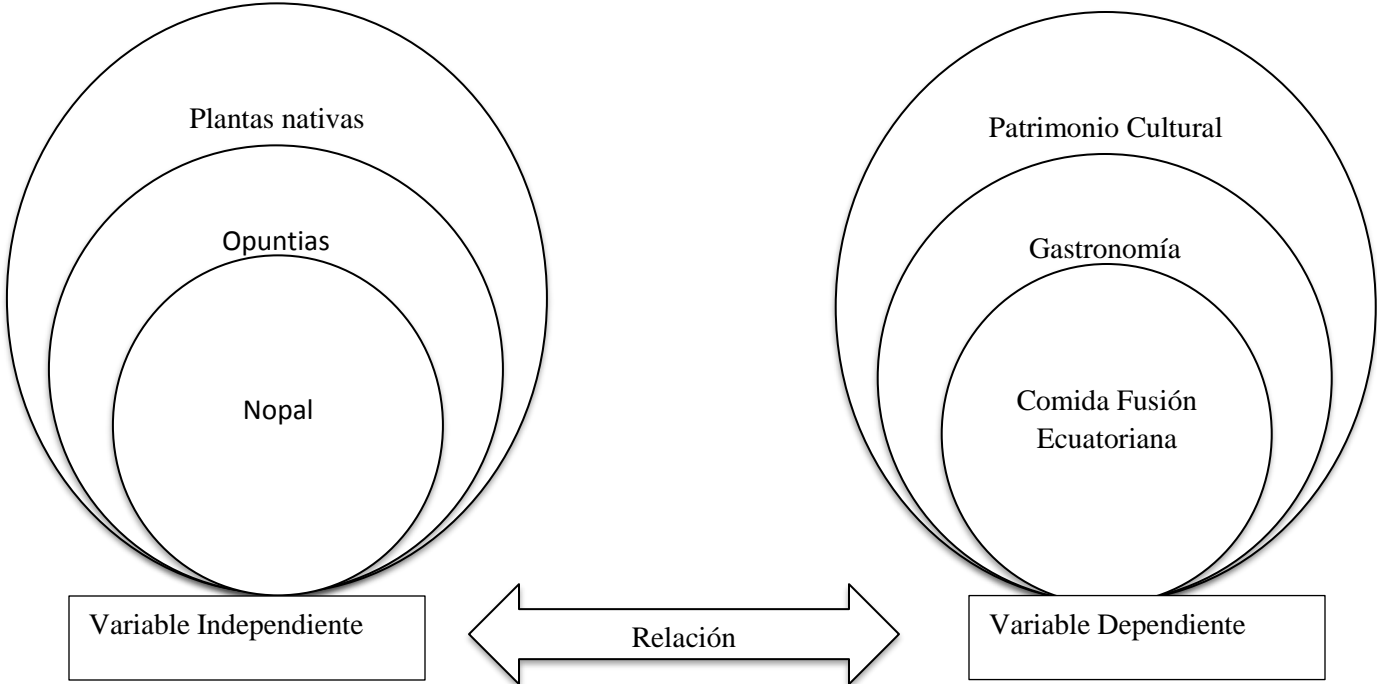 Plantas nativas
Opuntias
Nopal
Variable Independiente
Relación
Patrimonio Cultural
Gastronomía
Comida Fusión
Ecuatoriana
Variable Dependiente